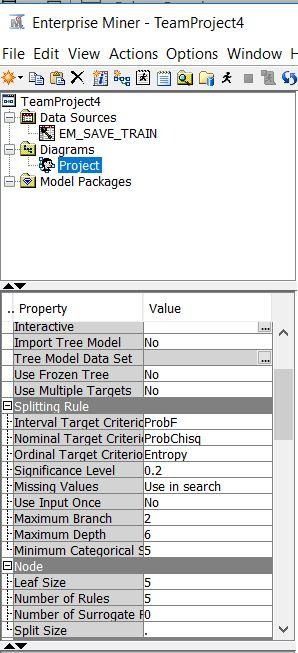 Enterprise Miner - TeamProject4
File Edit View Actions Options Window
TeamProject4
Data Sources
EM_SAVE_TRAIN
Diagrams
Project
Model Packages
.. Property Value
Interactive ...
Import Tree Model No
Tree Model Data Set ...
Use Frozen Tree No
Use Multiple Targets No
Splitting Rule
Interval Target Criterio ProbF
Nominal Target Criterio ProbChisq
Ordinal Target Criterio Entropy
Significance Level 0.2
Missing Values Use in search
Use Input Once No
Maximum Branch 2
Maximum Depth 6
Minimum Categorical S 5
Node
Leaf Size 5
Number of Rules 5
Number of Surrogate R 0
Split Size .